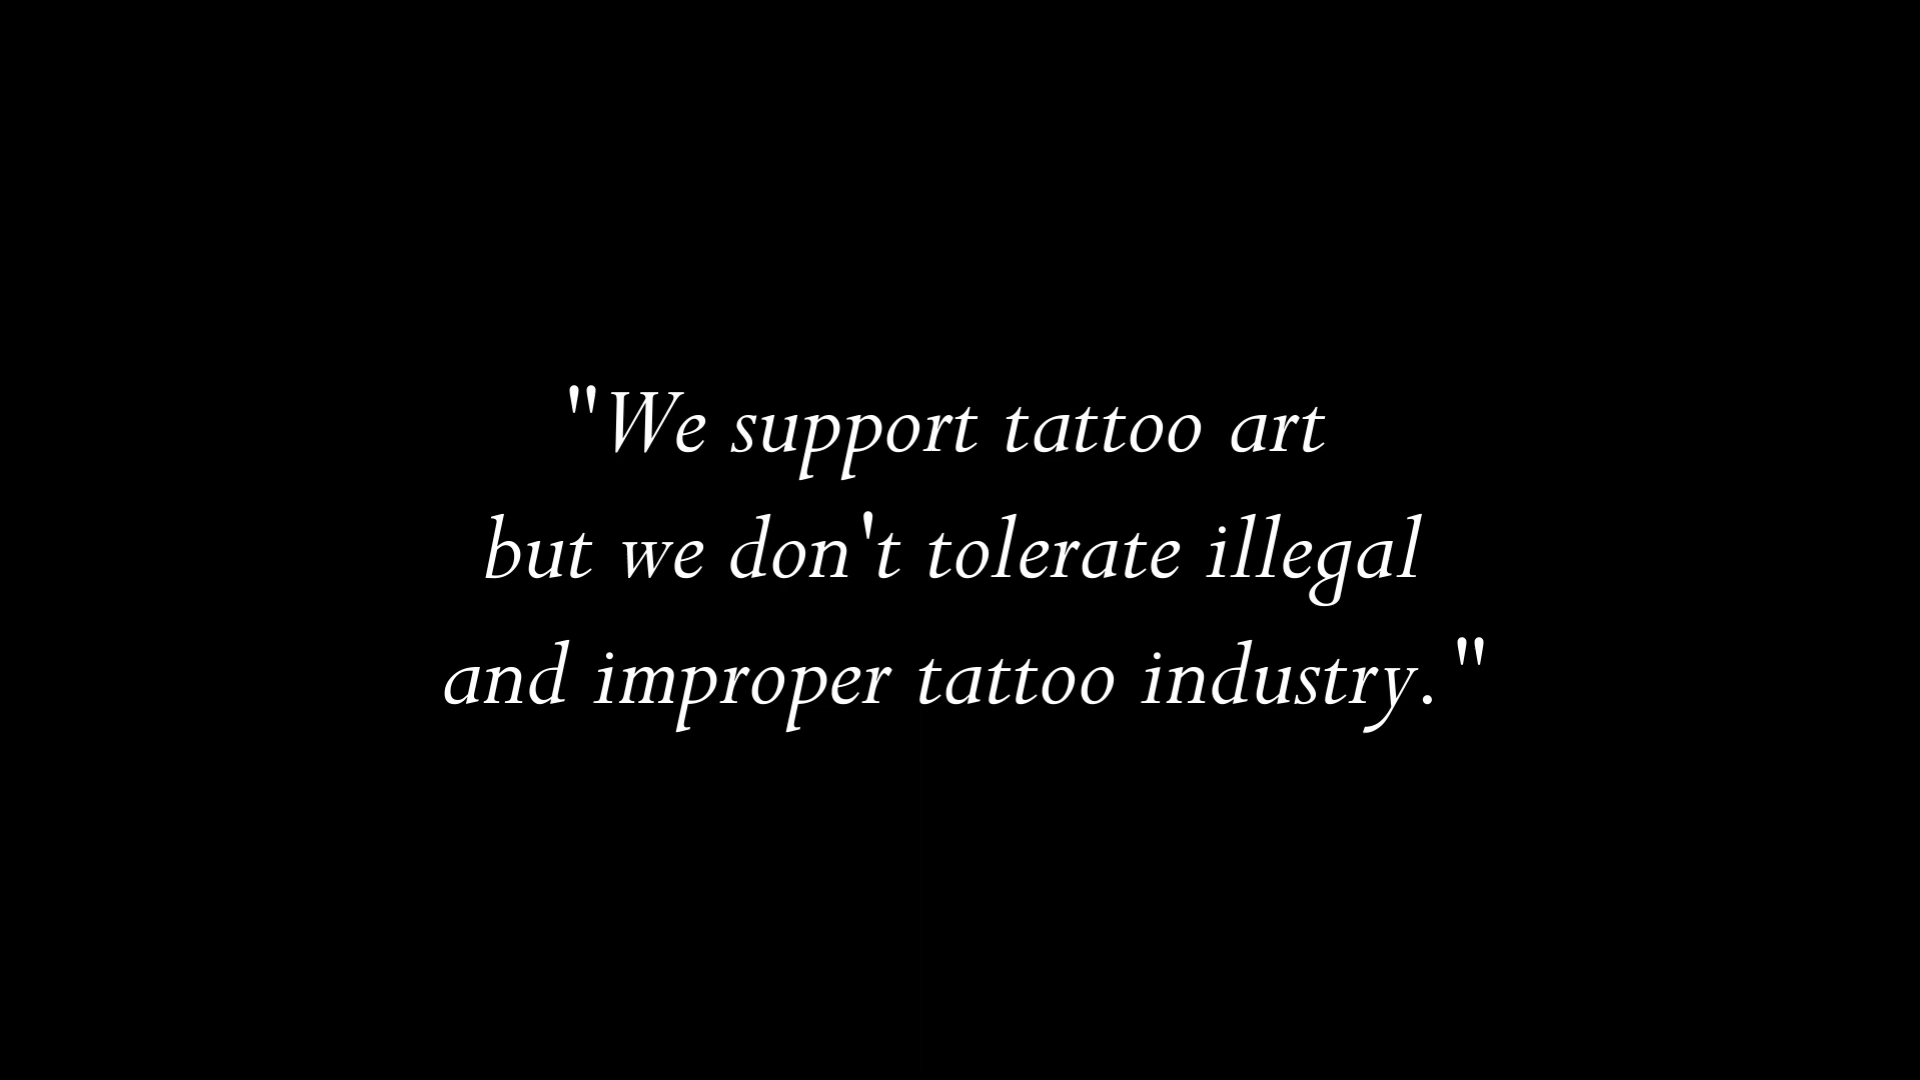 "We support tattoo art
but we don't tolerate illegal
and improper tattoo industry."